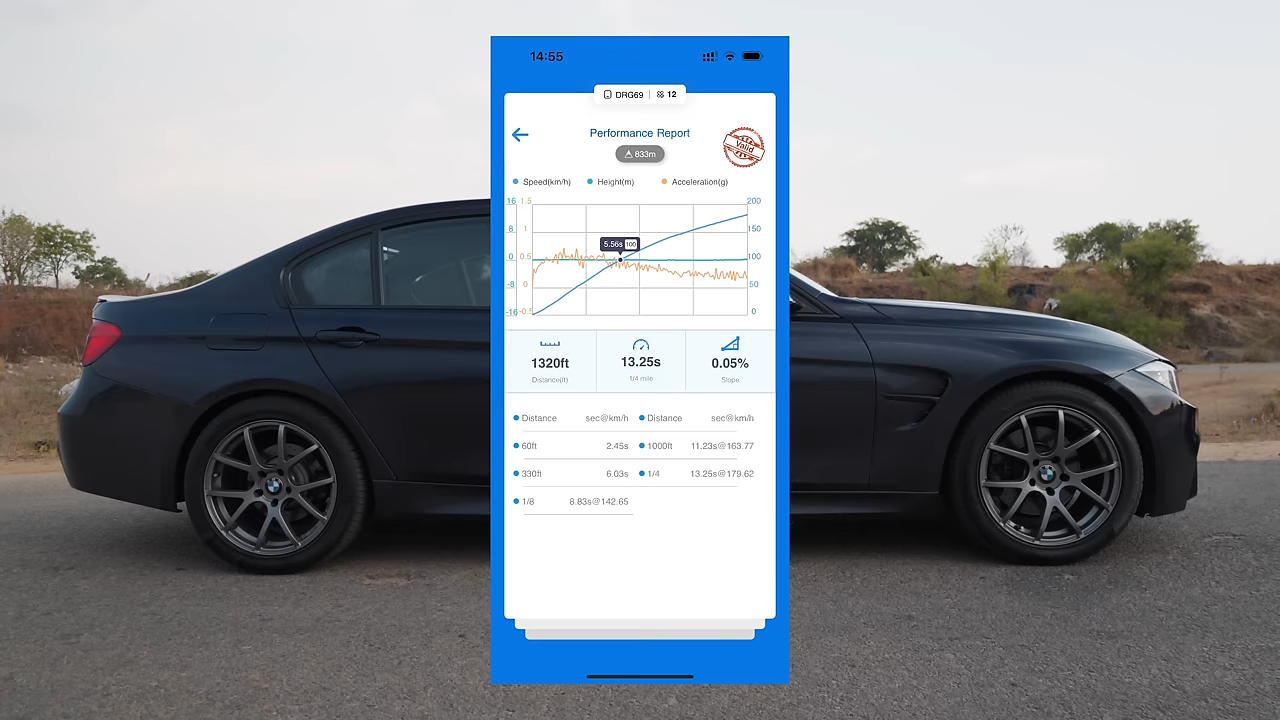 14:55
DRG69 12
Performance Report
833m
Valid
Speed(km/h) Height(m) Acceleration(g)
16 1.5 200
8 1 150
5.56s 100
0 0.5 100
-8 0 50
-16 -0.5 0
1320ft 13.25s 0.05%
Distance(ft) 1/4 mile Slope
Distance sec@km/h Distance sec@km/h
60ft 2.45s 1000ft 11.23s@163.77
330ft 6.03s 1/4 13.25s@179.62
1/8 8.83s@142.65